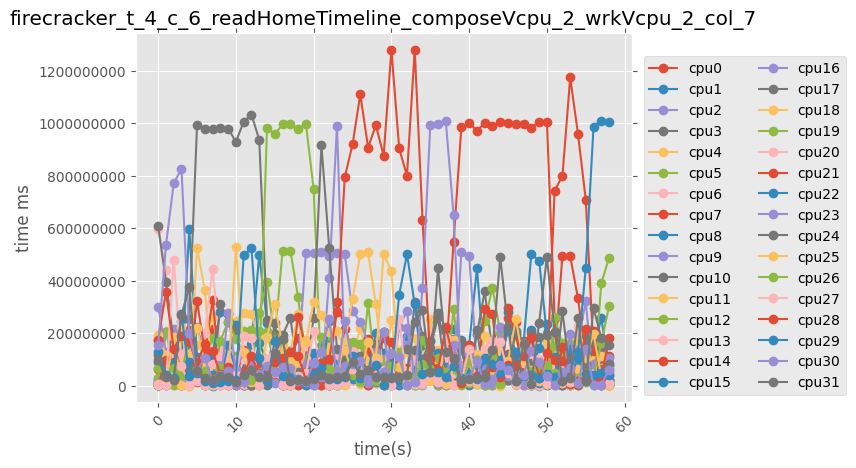 firecracker_t_4_c_6_readHomeTimeline_composeVcpu_2_wrkVcpu_2_col_7
time ms
1200000000
1000000000
800000000
600000000
400000000
200000000
0
0
10
20
30
40
50
60
time(s)
cpu0
cpu1
cpu2
cpu3
cpu4
cpu5
cpu6
cpu7
cpu8
cpu9
cpu10
cpu11
cpu12
cpu13
cpu14
cpu15
cpu16
cpu17
cpu18
cpu19
cpu20
cpu21
cpu22
cpu23
cpu24
cpu25
cpu26
cpu27
cpu28
cpu29
cpu30
cpu31